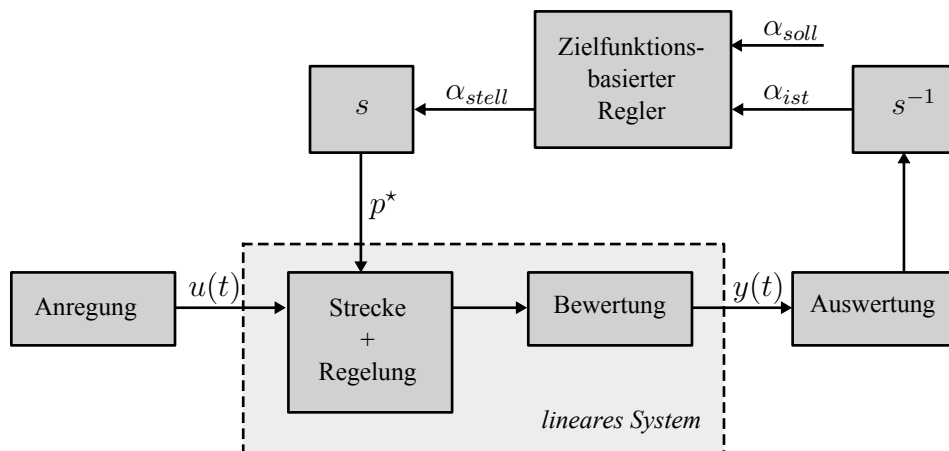 Zielfunktions-
basierter
Regler
α_soll
α_ist
α_stell
s
s⁻¹
p⋆
Anregung
u(t)
Strecke
+
Regelung
Bewertung
y(t)
Auswertung
lineares System